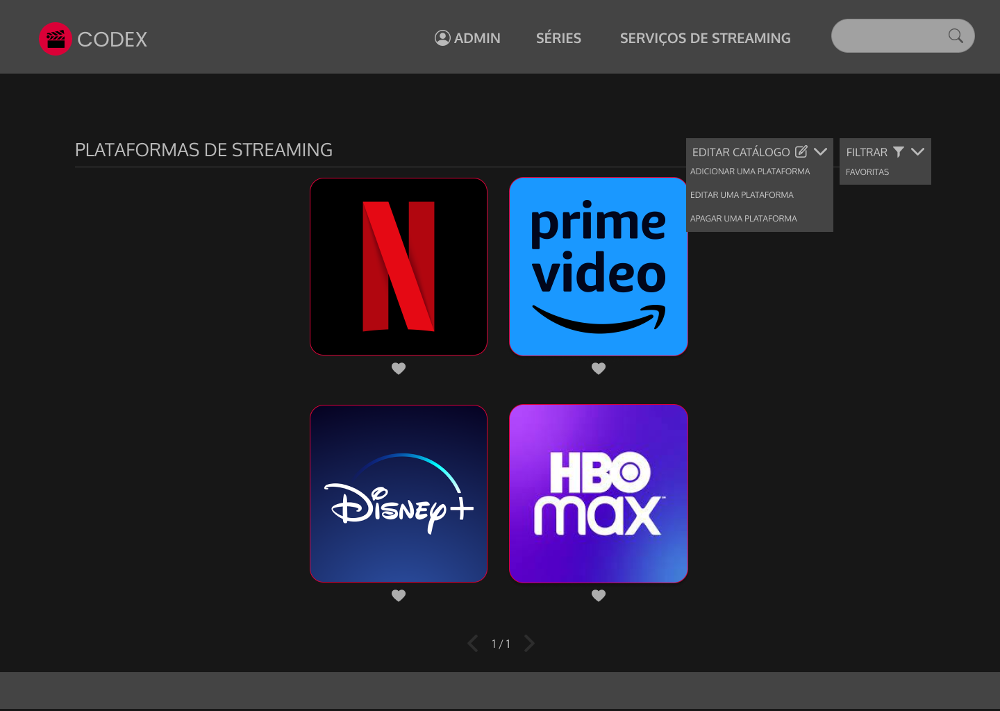 CODEX
ADMIN
SÉRIES
SERVIÇOS DE STREAMING
PLATAFORMAS DE STREAMING
EDITAR CATÁLOGO
FILTRAR
ADICIONAR UMA PLATAFORMA
FAVORITAS
EDITAR UMA PLATAFORMA
APAGAR UMA PLATAFORMA
N
prime
video
Disney+
HBO
max™
1 / 1